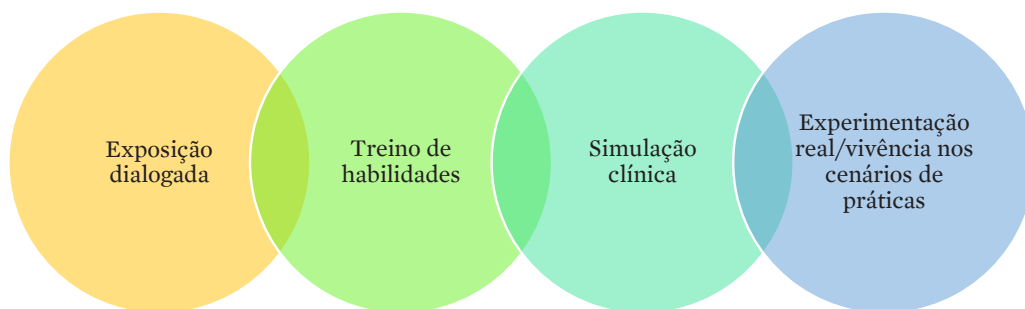 Exposição
dialogada
Treino de
habilidades
Simulação
clínica
Experimentação
real/vivência nos
cenários de
práticas